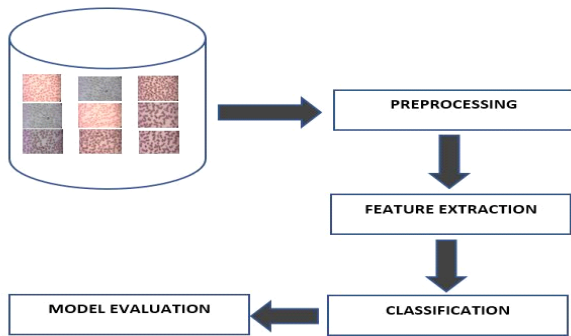 PREPROCESSING
FEATURE EXTRACTION
CLASSIFICATION
MODEL EVALUATION